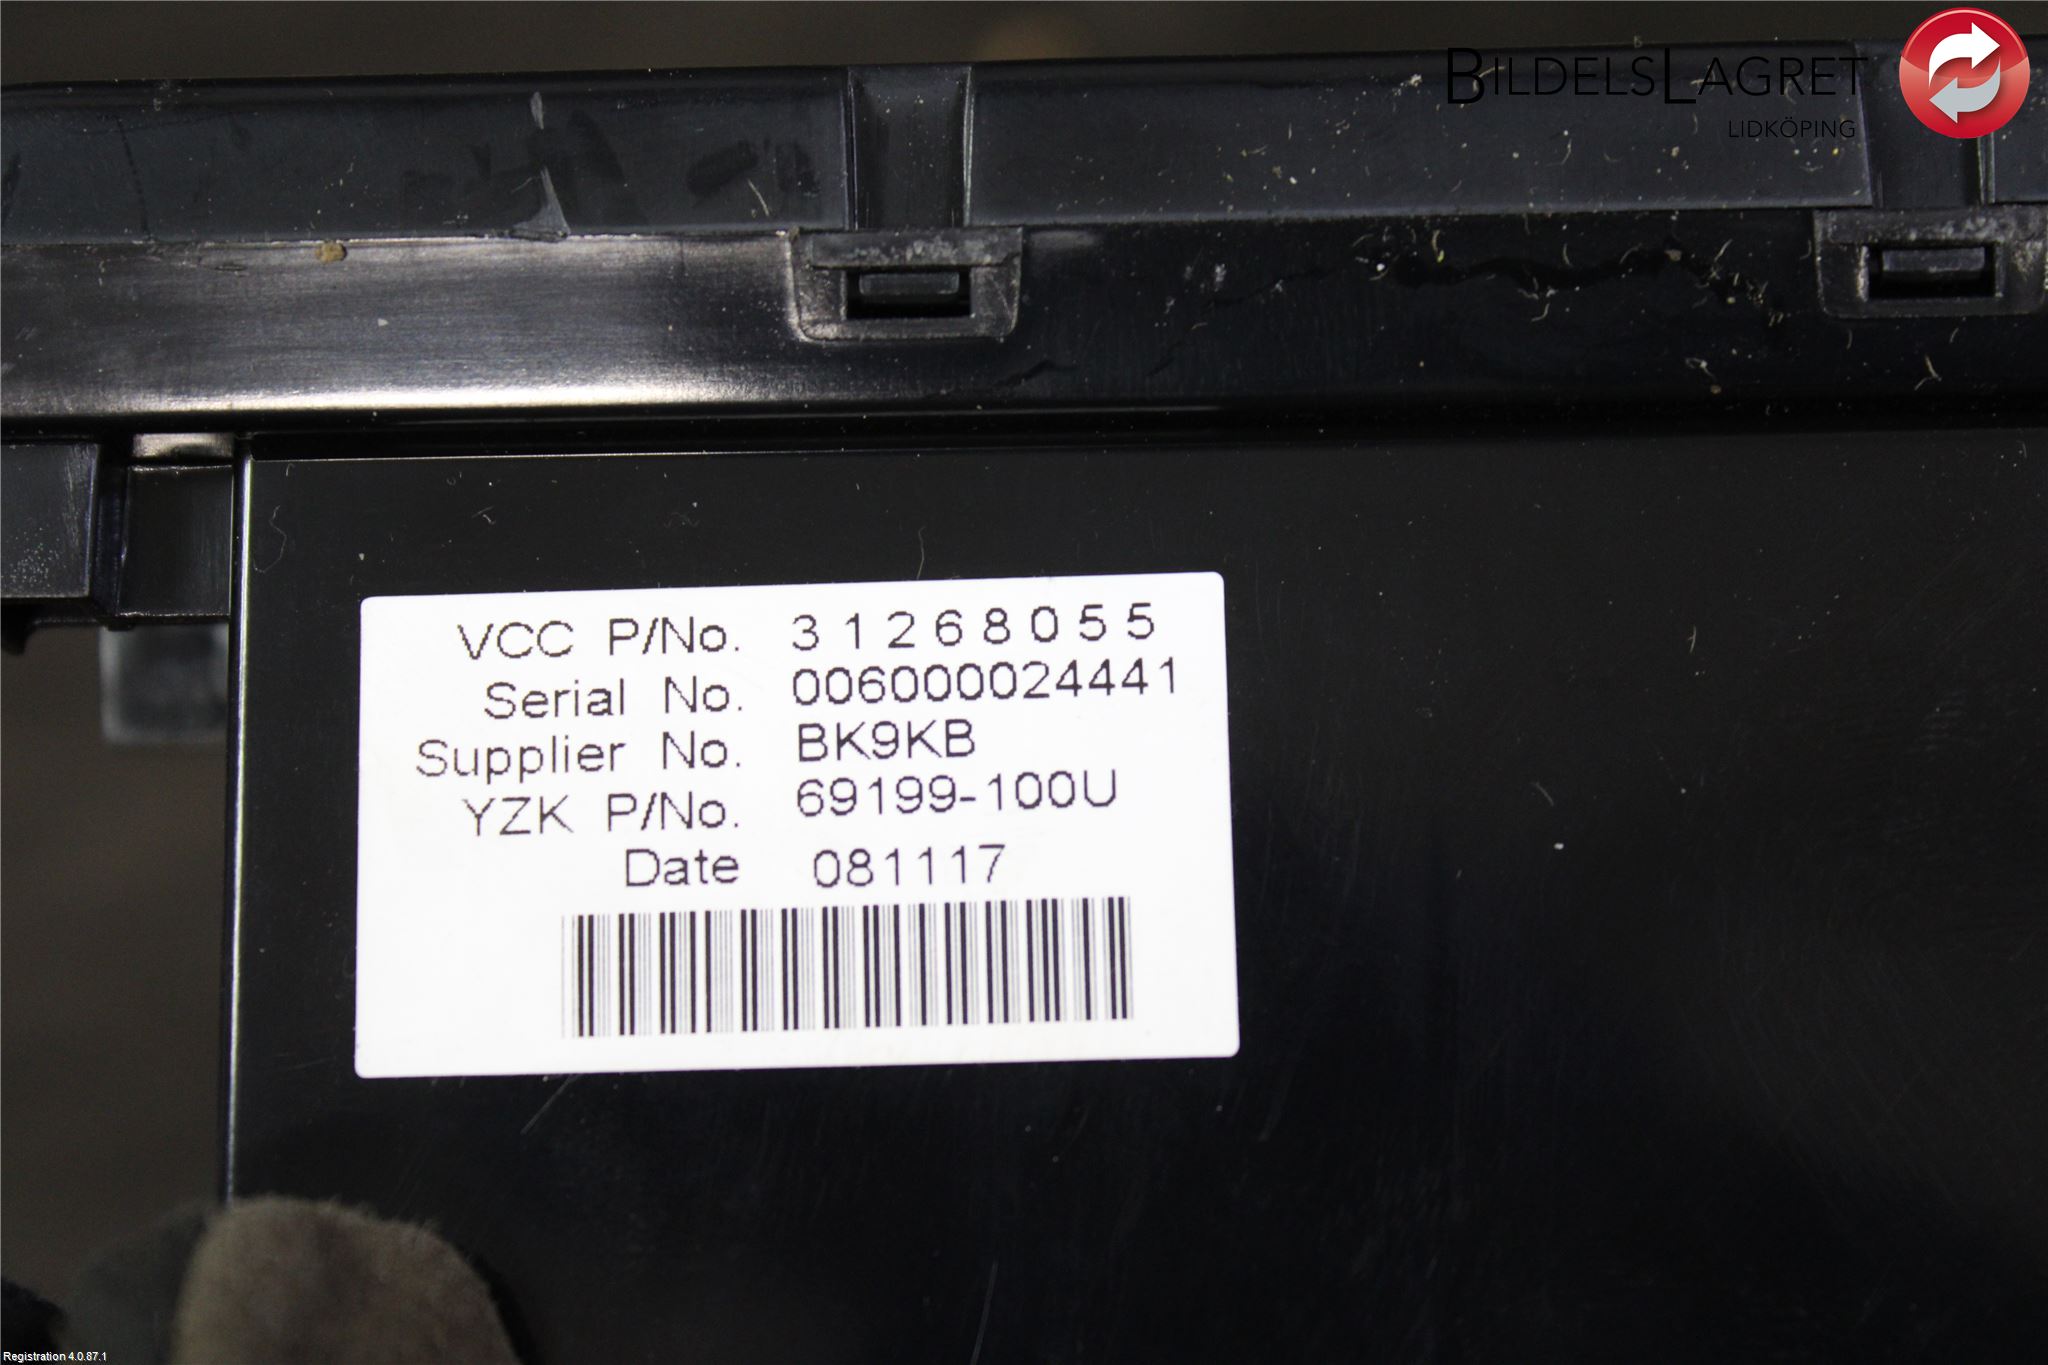 BILDELSLAGRET
LIDKÖPING
VCC P/No. 31268055
Serial No. 006000024441
Supplier No. BK9KB
YZK P/No. 69199-100U
Date 081117
Registration 4.0.87.1